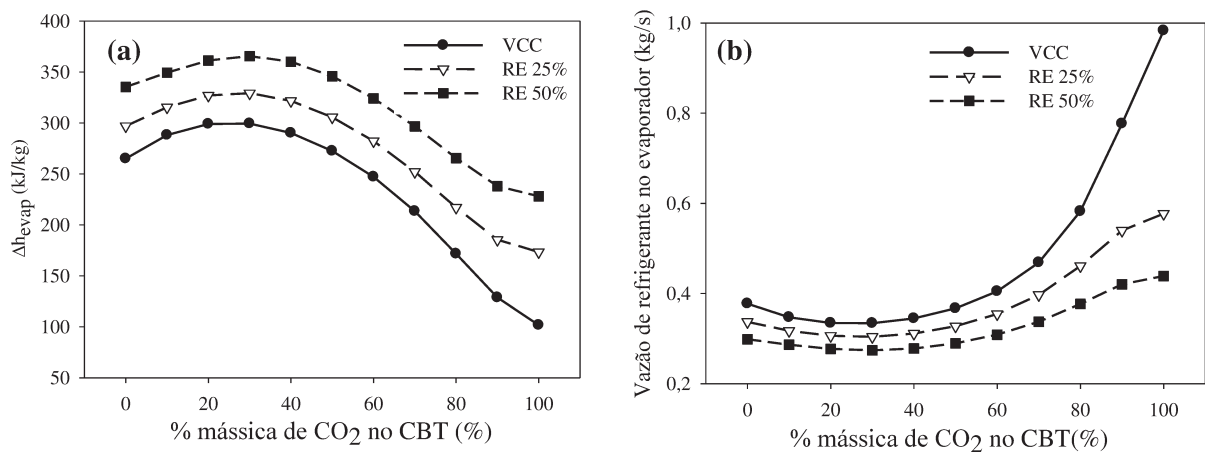 (a)
VCC
RE 25%
RE 50%
400
350
300
250
200
150
100
50
Δhevap (kJ/kg)
0 20 40 60 80 100
% mássica de CO2 no CBT (%)
(b)
VCC
RE 25%
RE 50%
1,0
0,8
0,6
0,4
0,2
Vazão de refrigerante no evaporador (kg/s)
0 20 40 60 80 100
% mássica de CO2 no CBT(%)